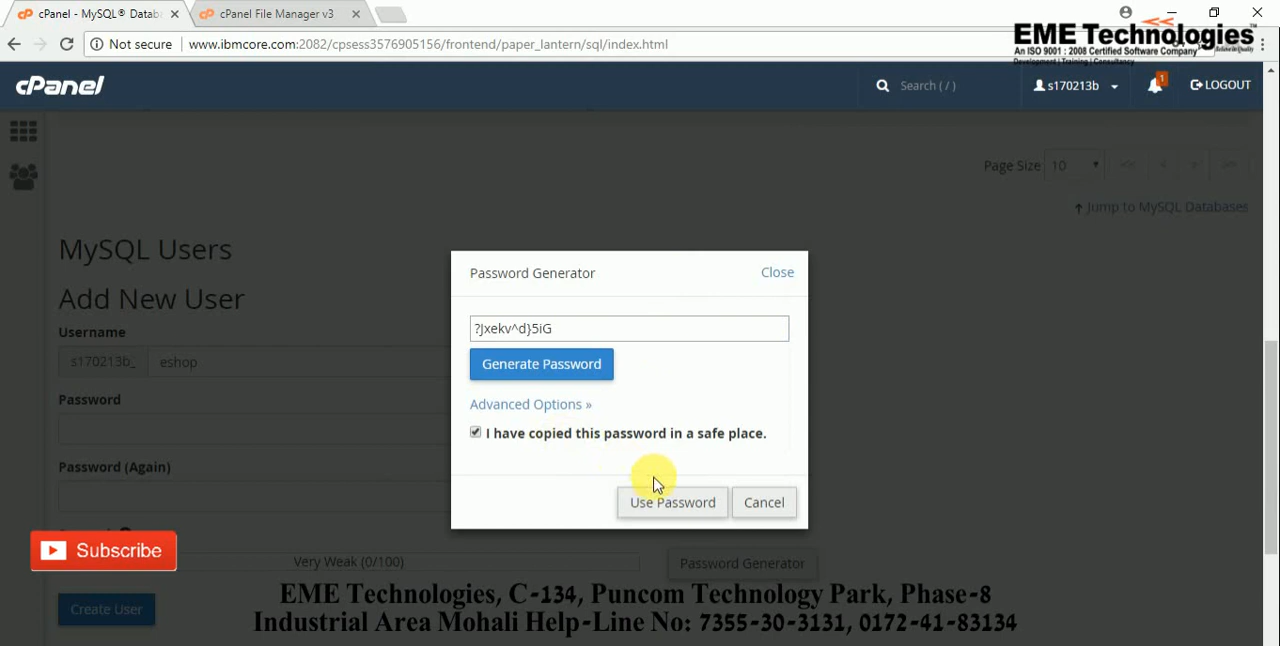 cPanel - MySQL® Datab
cPanel File Manager v3
Not secure
www.ibmcore.com:2082/cpsess3576905156/frontend/paper_lantern/sql/index.html
EME Technologies
An ISO 9001 : 2008 Certified Software Company
Development | Training | Consultancy
cPanel
Search ( / )
s170213b
1
LOGOUT
Page Size
10
<<
<
>
>>
Jump to MySQL Databases
MySQL Users
Add New User
Username
s170213b_
eshop
Password
Password (Again)
Very Weak (0/100)
Password Generator
Create User
Password Generator
Close
?Jxekv^d}5iG
Generate Password
Advanced Options »
I have copied this password in a safe place.
Use Password
Cancel
Subscribe
EME Technologies, C-134, Puncom Technology Park, Phase-8
Industrial Area Mohali Help-Line No: 7355-30-3131, 0172-41-83134